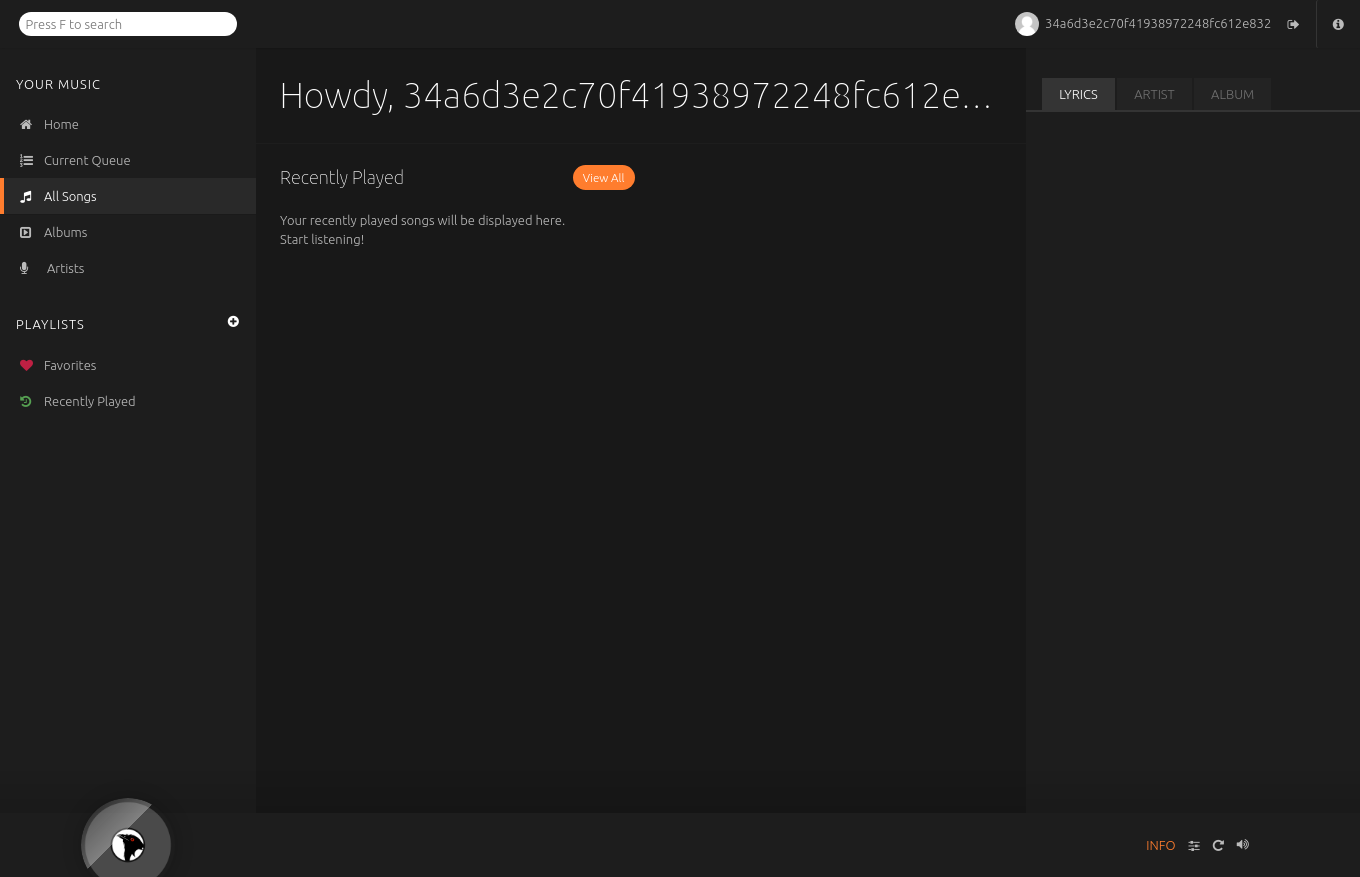 Press F to search
34a6d3e2c70f41938972248fc612e832
YOUR MUSIC
Home
Current Queue
All Songs
Albums
Artists
PLAYLISTS
Favorites
Recently Played
Howdy, 34a6d3e2c70f41938972248fc612e...
Recently Played
View All
Your recently played songs will be displayed here.
Start listening!
LYRICS ARTIST ALBUM
INFO